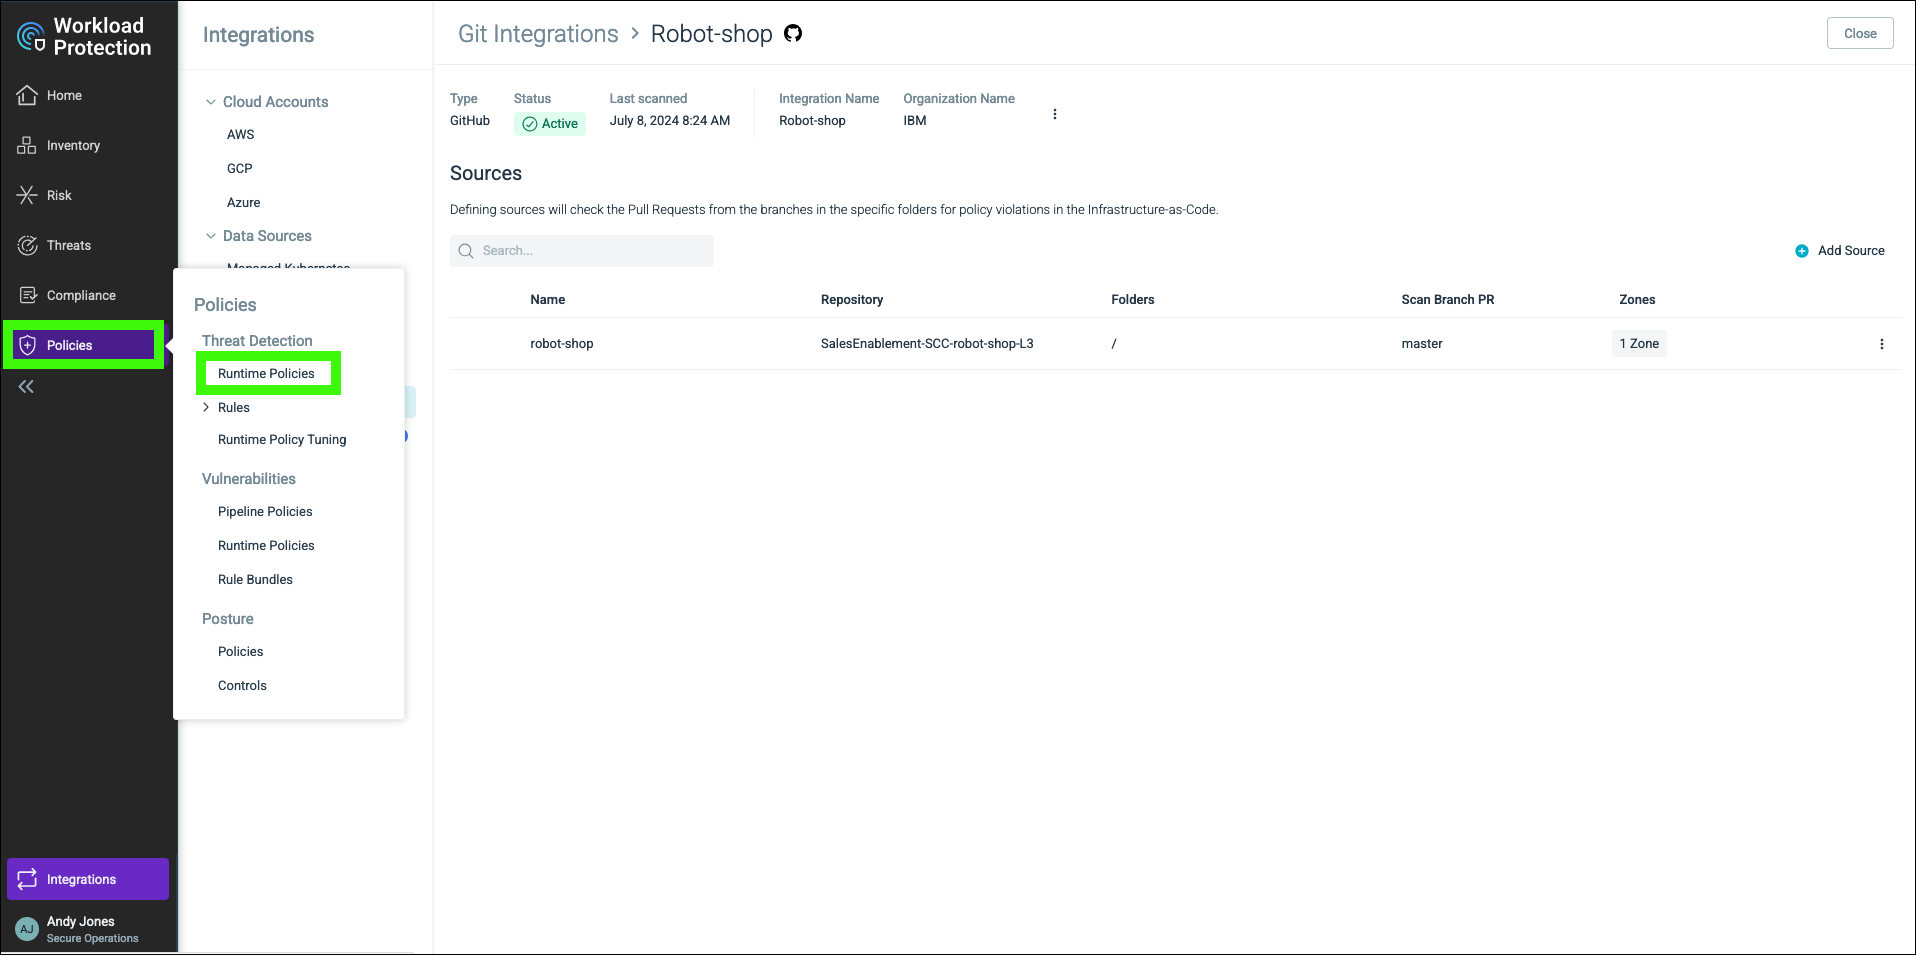 Workload
Protection
Home
Inventory
Risk
Threats
Compliance
Policies
Integrations
AJ
Andy Jones
Secure Operations
Integrations
Cloud Accounts
AWS
GCP
Azure
Data Sources
Managed Kubernetes
Policies
Threat Detection
Runtime Policies
Rules
Runtime Policy Tuning
Vulnerabilities
Pipeline Policies
Runtime Policies
Rule Bundles
Posture
Policies
Controls
Git Integrations > Robot-shop
Close
Type Status Last scanned Integration Name Organization Name
GitHub Active July 8, 2024 8:24 AM Robot-shop IBM
Sources
Defining sources will check the Pull Requests from the branches in the specific folders for policy violations in the Infrastructure-as-Code.
Search...
Add Source
Name Repository Folders Scan Branch PR Zones
robot-shop SalesEnablement-SCC-robot-shop-L3 / master 1 Zone